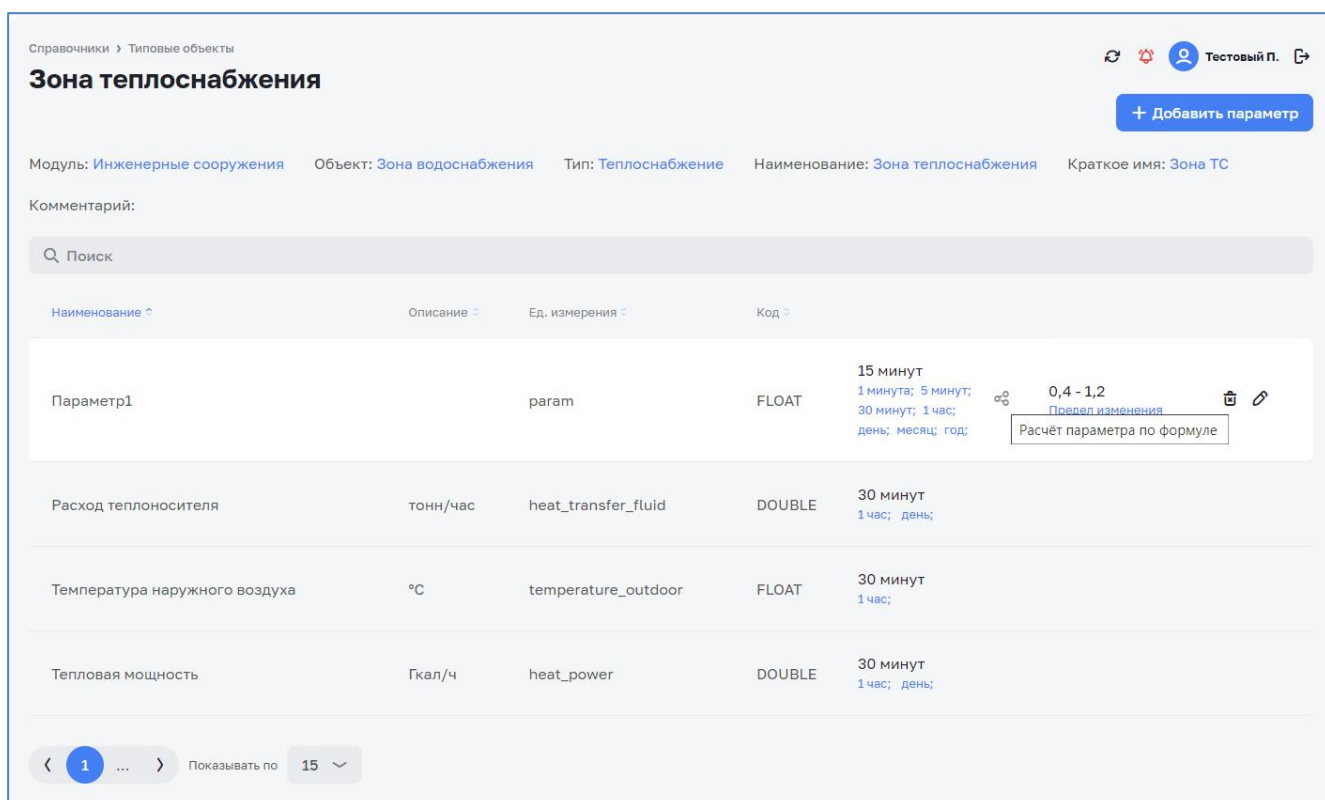 Справочники › Типовые объекты
Тестовый П.
Зона теплоснабжения
+ Добавить параметр
Модуль: Инженерные сооружения Объект: Зона водоснабжения Тип: Теплоснабжение Наименование: Зона теплоснабжения Краткое имя: Зона ТС
Комментарий:
Поиск
Наименование Описание Ед. измерения Код
Параметр1 param FLOAT
15 минут
1 минута; 5 минут;
30 минут; 1 час;
день; месяц; год;
0,4 - 1,2
Предел изменения
Расчёт параметра по формуле
Расход теплоносителя тонн/час heat_transfer_fluid DOUBLE 30 минут
1 час; день;
Температура наружного воздуха °C temperature_outdoor FLOAT 30 минут
1 час;
Тепловая мощность Гкал/ч heat_power DOUBLE 30 минут
1 час; день;
‹ 1 ... › Показывать по 15